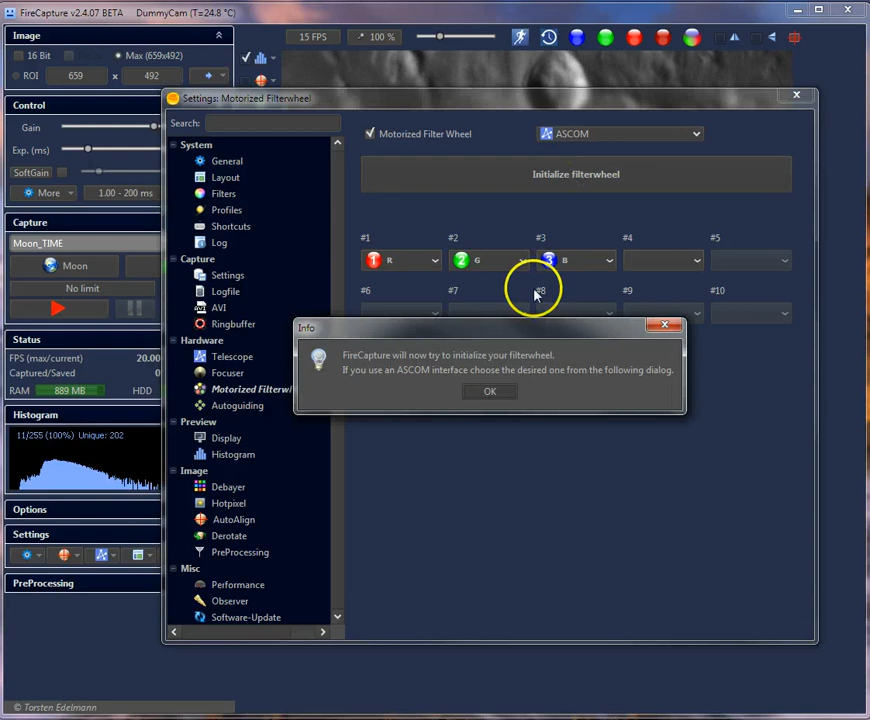 FireCapture v2.4.07 BETA    DummyCam (T=24.8 °C)
Image
16 Bit
Max (659x492)
ROI 659 x 492
15 FPS
100 %
Control
Gain
Exp. (ms)
SoftGain
More
1.00 - 200 ms
Capture
Moon_TIME
Moon
No limit
Status
FPS (max/current) 20.00
Captured/Saved 0
RAM 889 MB HDD
Histogram
11/255 (100%) Unique: 202
Options
Settings
PreProcessing
© Torsten Edelmann
Settings: Motorized Filterwheel
Search:
System
General
Layout
Filters
Profiles
Shortcuts
Log
Capture
Settings
Logfile
AVI
Ringbuffer
Hardware
Telescope
Focuser
Motorized Filterw
Autoguiding
Preview
Display
Histogram
Image
Debayer
Hotpixel
AutoAlign
Derotate
PreProcessing
Misc
Performance
Observer
Software-Update
Motorized Filter Wheel
ASCOM
Initialize filterwheel
#1 #2 #3 #4 #5
1 R 2 G 3 B
#6 #7 #8 #9 #10
Info
FireCapture will now try to initialize your filterwheel.
If you use an ASCOM interface choose the desired one from the following dialog.
OK